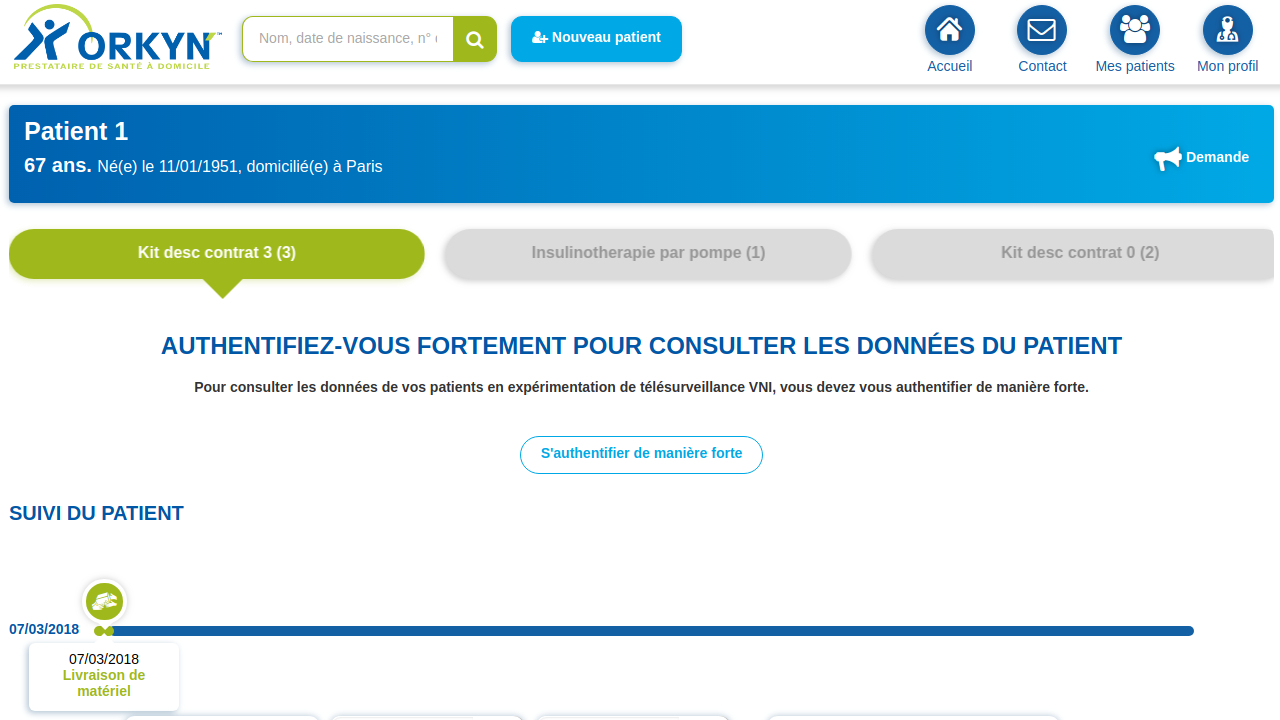 ORKYN'™
PRESTATAIRE DE SANTÉ À DOMICILE
Nom, date de naissance, n°
Nouveau patient
Accueil
Contact
Mes patients
Mon profil
Patient 1
67 ans. Né(e) le 11/01/1951, domicilié(e) à Paris
Demande
Kit desc contrat 3 (3)
Insulinotherapie par pompe (1)
Kit desc contrat 0 (2)
AUTHENTIFIEZ-VOUS FORTEMENT POUR CONSULTER LES DONNÉES DU PATIENT
Pour consulter les données de vos patients en expérimentation de télésurveillance VNI, vous devez vous authentifier de manière forte.
S'authentifier de manière forte
SUIVI DU PATIENT
07/03/2018
07/03/2018
Livraison de
matériel